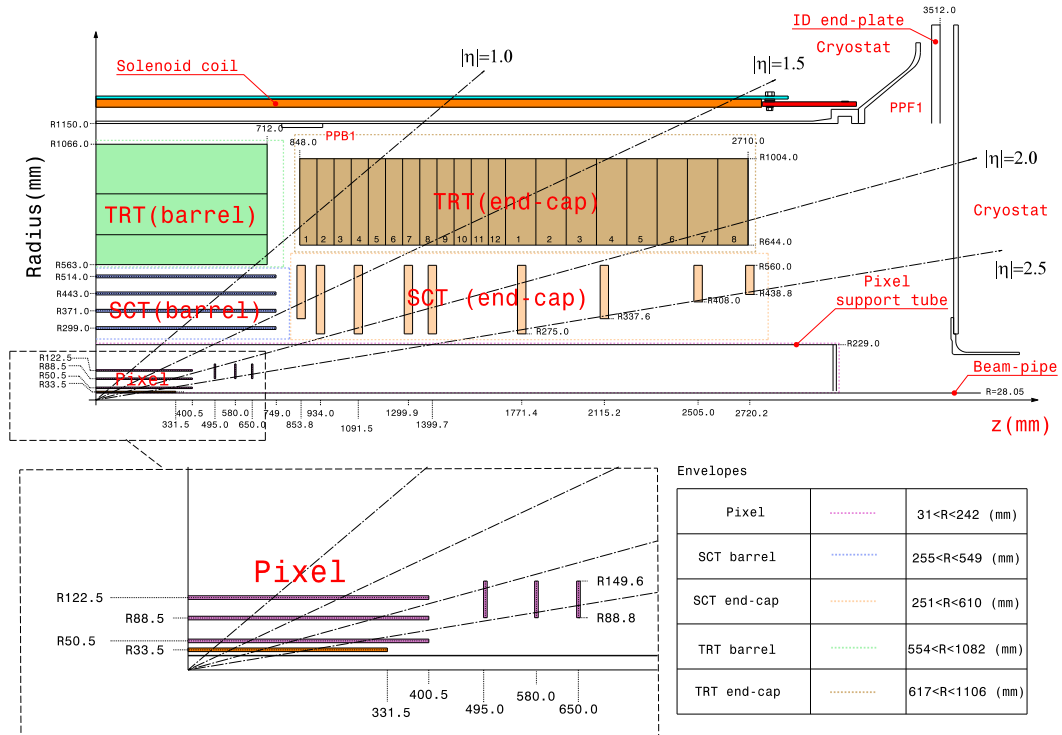 3512.0
ID end-plate
Cryostat
|η|=1.0
|η|=1.5
Solenoid coil
PPF1
R1150.0
712.0
PPB1
R1066.0
848.0
2710.0
R1004.0
|η|=2.0
Radius(mm)
TRT(barrel)
TRT(end-cap)
Cryostat
1 2 3 4 5 6 7 8 9 10 11 12 1 2 3 4 5 6 7 8
R644.0
R563.0
R560.0
|η|=2.5
R514.0
R443.0
R438.8
R408.0
SCT(barrel)
SCT (end-cap)
Pixel
support tube
R371.0
R337.6
R299.0
R275.0
R229.0
R122.5
R88.5
R50.5
R33.5
Pixel
Beam-pipe
R=28.05
400.5
580.0
749.0
934.0
1299.9
1771.4
2115.2
2505.0
2720.2
331.5
495.0
650.0
853.8
1091.5
1399.7
z(mm)
Envelopes
Pixel 31<R<242 (mm)
SCT barrel 255<R<549 (mm)
SCT end-cap 251<R<610 (mm)
TRT barrel 554<R<1082 (mm)
TRT end-cap 617<R<1106 (mm)
Pixel
R149.6
R122.5
R88.5
R88.8
R50.5
R33.5
400.5
580.0
331.5
495.0
650.0